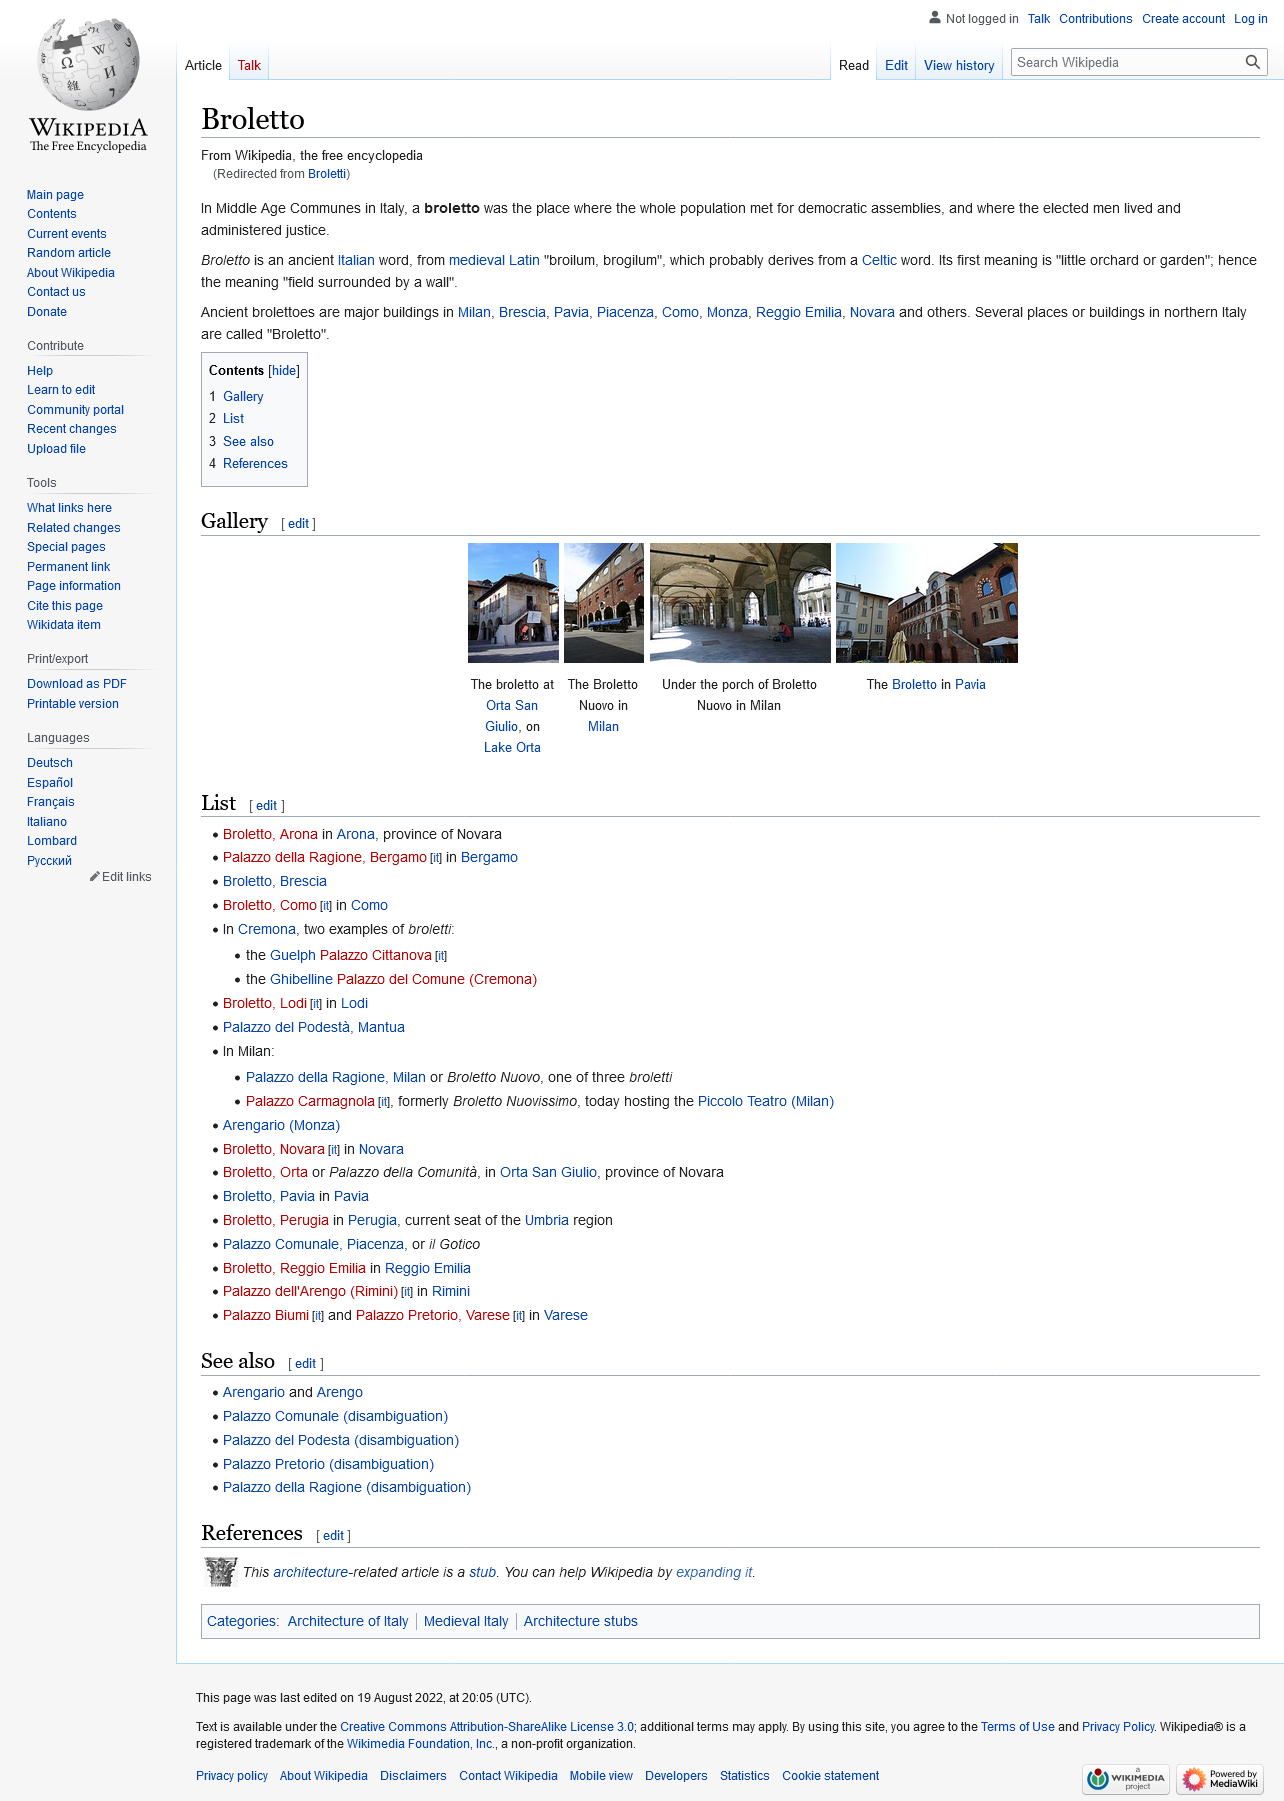 Not logged in Talk Contributions Create account Log in
Article Talk Read Edit View history Search Wikipedia
WIKIPEDIA
The Free Encyclopedia
Main page
Contents
Current events
Random article
About Wikipedia
Contact us
Donate
Contribute
Help
Learn to edit
Community portal
Recent changes
Upload file
Tools
What links here
Related changes
Special pages
Permanent link
Page information
Cite this page
Wikidata item
Print/export
Download as PDF
Printable version
Languages
Deutsch
Español
Français
Italiano
Lombard
Русский
Edit links
Broletto
From Wikipedia, the free encyclopedia
(Redirected from Broletti)
In Middle Age Communes in Italy, a broletto was the place where the whole population met for democratic assemblies, and where the elected men lived and
administered justice.
Broletto is an ancient Italian word, from medieval Latin "broilum, brogilum", which probably derives from a Celtic word. Its first meaning is "little orchard or garden"; hence
the meaning "field surrounded by a wall".
Ancient brolettoes are major buildings in Milan, Brescia, Pavia, Piacenza, Como, Monza, Reggio Emilia, Novara and others. Several places or buildings in northern Italy
are called "Broletto".
Contents [hide]
1 Gallery
2 List
3 See also
4 References
Gallery [ edit ]
The broletto at
Orta San
Giulio, on
Lake Orta
The Broletto
Nuovo in
Milan
Under the porch of Broletto
Nuovo in Milan
The Broletto in Pavia
List [ edit ]
• Broletto, Arona in Arona, province of Novara
• Palazzo della Ragione, Bergamo [it] in Bergamo
• Broletto, Brescia
• Broletto, Como [it] in Como
• In Cremona, two examples of broletti:
• the Guelph Palazzo Cittanova [it]
• the Ghibelline Palazzo del Comune (Cremona)
• Broletto, Lodi [it] in Lodi
• Palazzo del Podestà, Mantua
• In Milan:
• Palazzo della Ragione, Milan or Broletto Nuovo, one of three broletti
• Palazzo Carmagnola [it], formerly Broletto Nuovissimo, today hosting the Piccolo Teatro (Milan)
• Arengario (Monza)
• Broletto, Novara [it] in Novara
• Broletto, Orta or Palazzo della Comunità, in Orta San Giulio, province of Novara
• Broletto, Pavia in Pavia
• Broletto, Perugia in Perugia, current seat of the Umbria region
• Palazzo Comunale, Piacenza, or il Gotico
• Broletto, Reggio Emilia in Reggio Emilia
• Palazzo dell'Arengo (Rimini) [it] in Rimini
• Palazzo Biumi [it] and Palazzo Pretorio, Varese [it] in Varese
See also [ edit ]
• Arengario and Arengo
• Palazzo Comunale (disambiguation)
• Palazzo del Podesta (disambiguation)
• Palazzo Pretorio (disambiguation)
• Palazzo della Ragione (disambiguation)
References [ edit ]
This architecture-related article is a stub. You can help Wikipedia by expanding it.
Categories: Architecture of Italy | Medieval Italy | Architecture stubs
This page was last edited on 19 August 2022, at 20:05 (UTC).
Text is available under the Creative Commons Attribution-ShareAlike License 3.0; additional terms may apply. By using this site, you agree to the Terms of Use and Privacy Policy. Wikipedia® is a
registered trademark of the Wikimedia Foundation, Inc., a non-profit organization.
Privacy policy About Wikipedia Disclaimers Contact Wikipedia Mobile view Developers Statistics Cookie statement
a
WIKIMEDIA
project
Powered by
MediaWiki